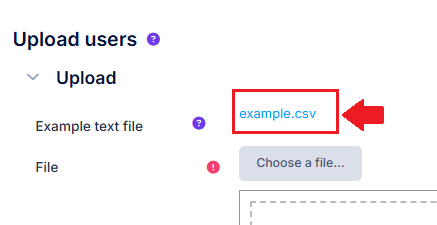 Upload users
Upload
Example text file
example.csv
File
Choose a file...